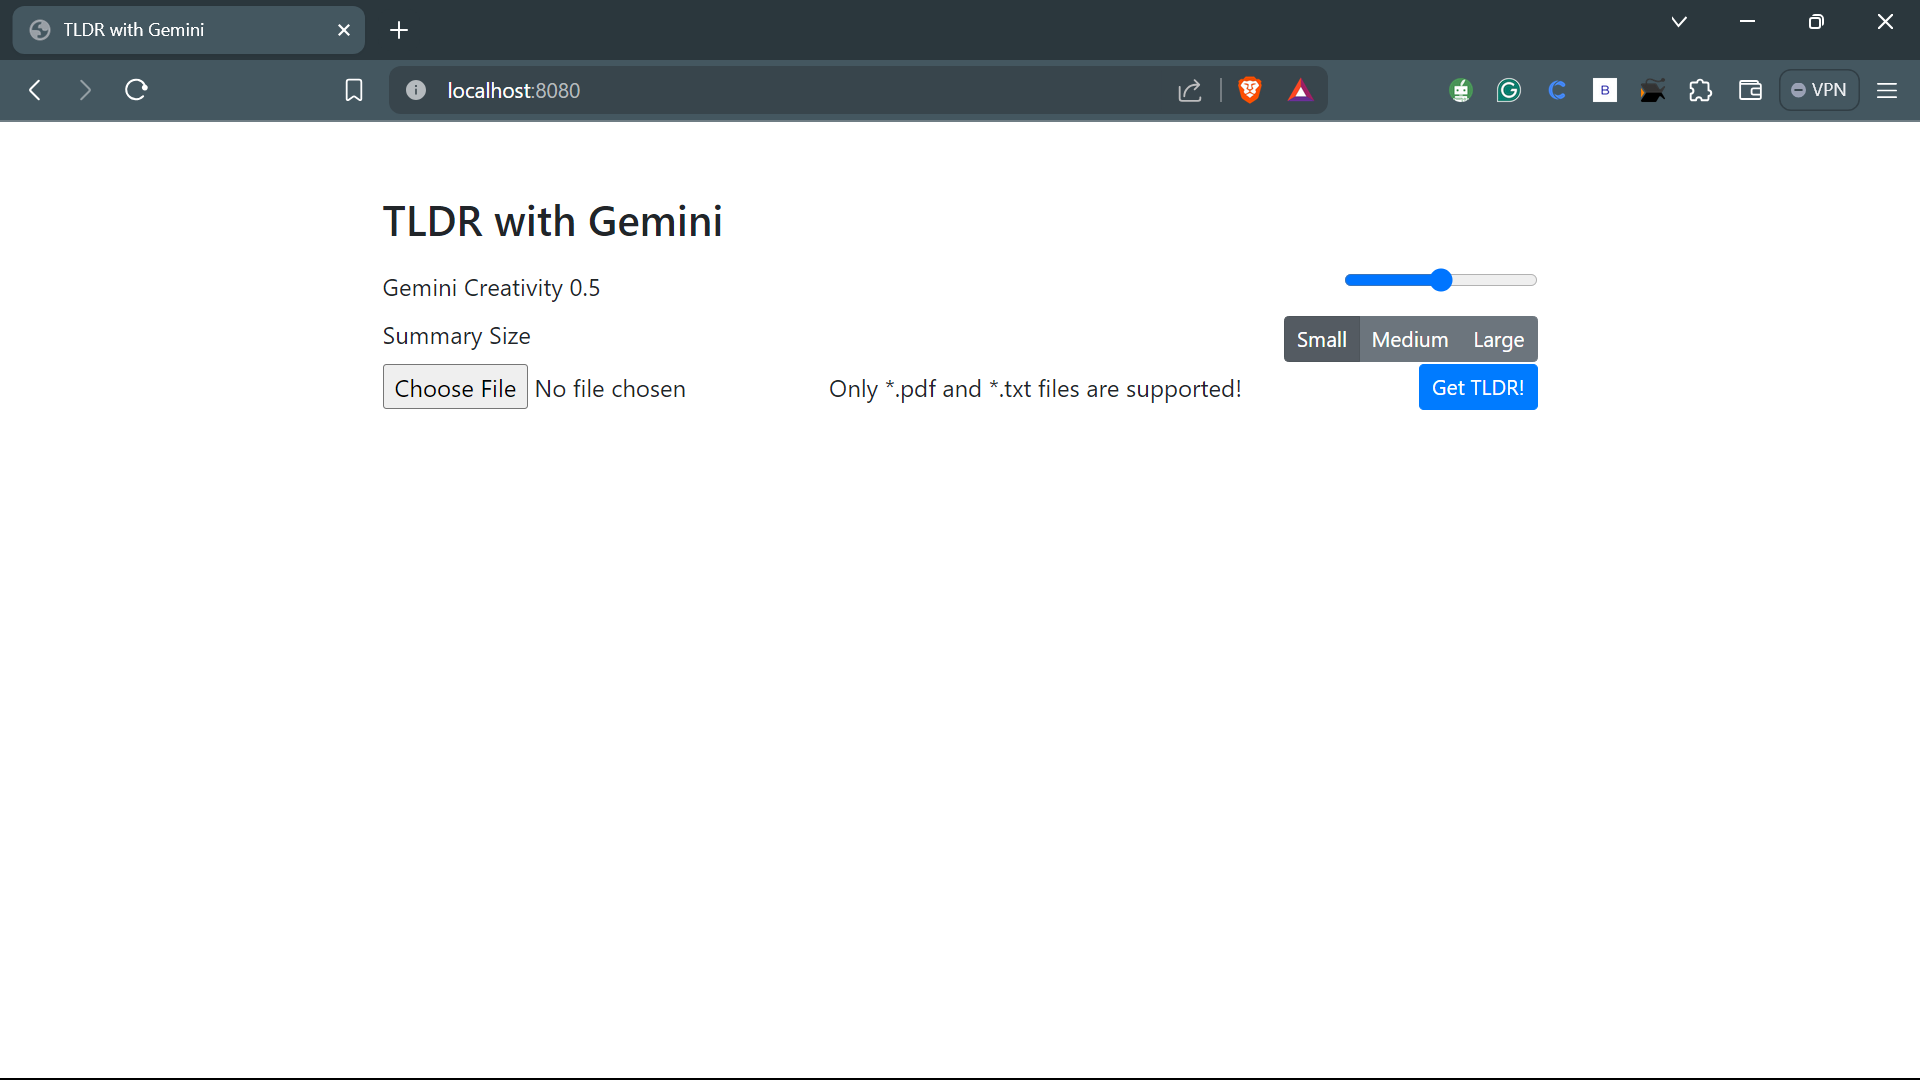 TLDR with Gemini
localhost:8080
B
VPN
TLDR with Gemini
Gemini Creativity 0.5
Summary Size
Small Medium Large
Choose File No file chosen Only *.pdf and *.txt files are supported! Get TLDR!